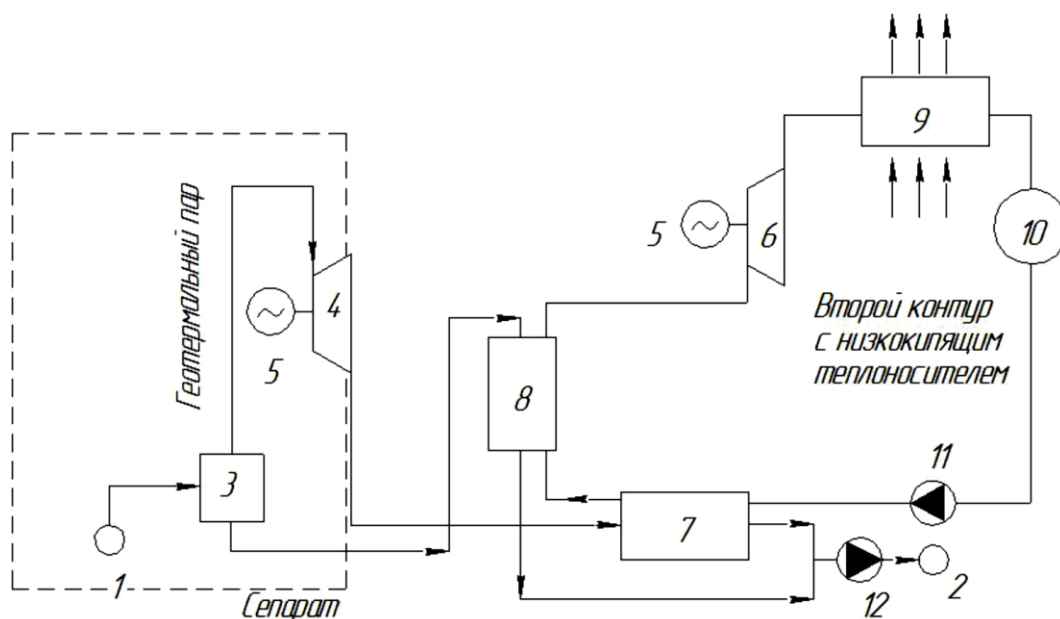 9
10
5
6
Геотермальный пар
4
5
Второй контур
с низкокипящим
теплоносителем
8
3
11
7
1
12
2
Сепарат